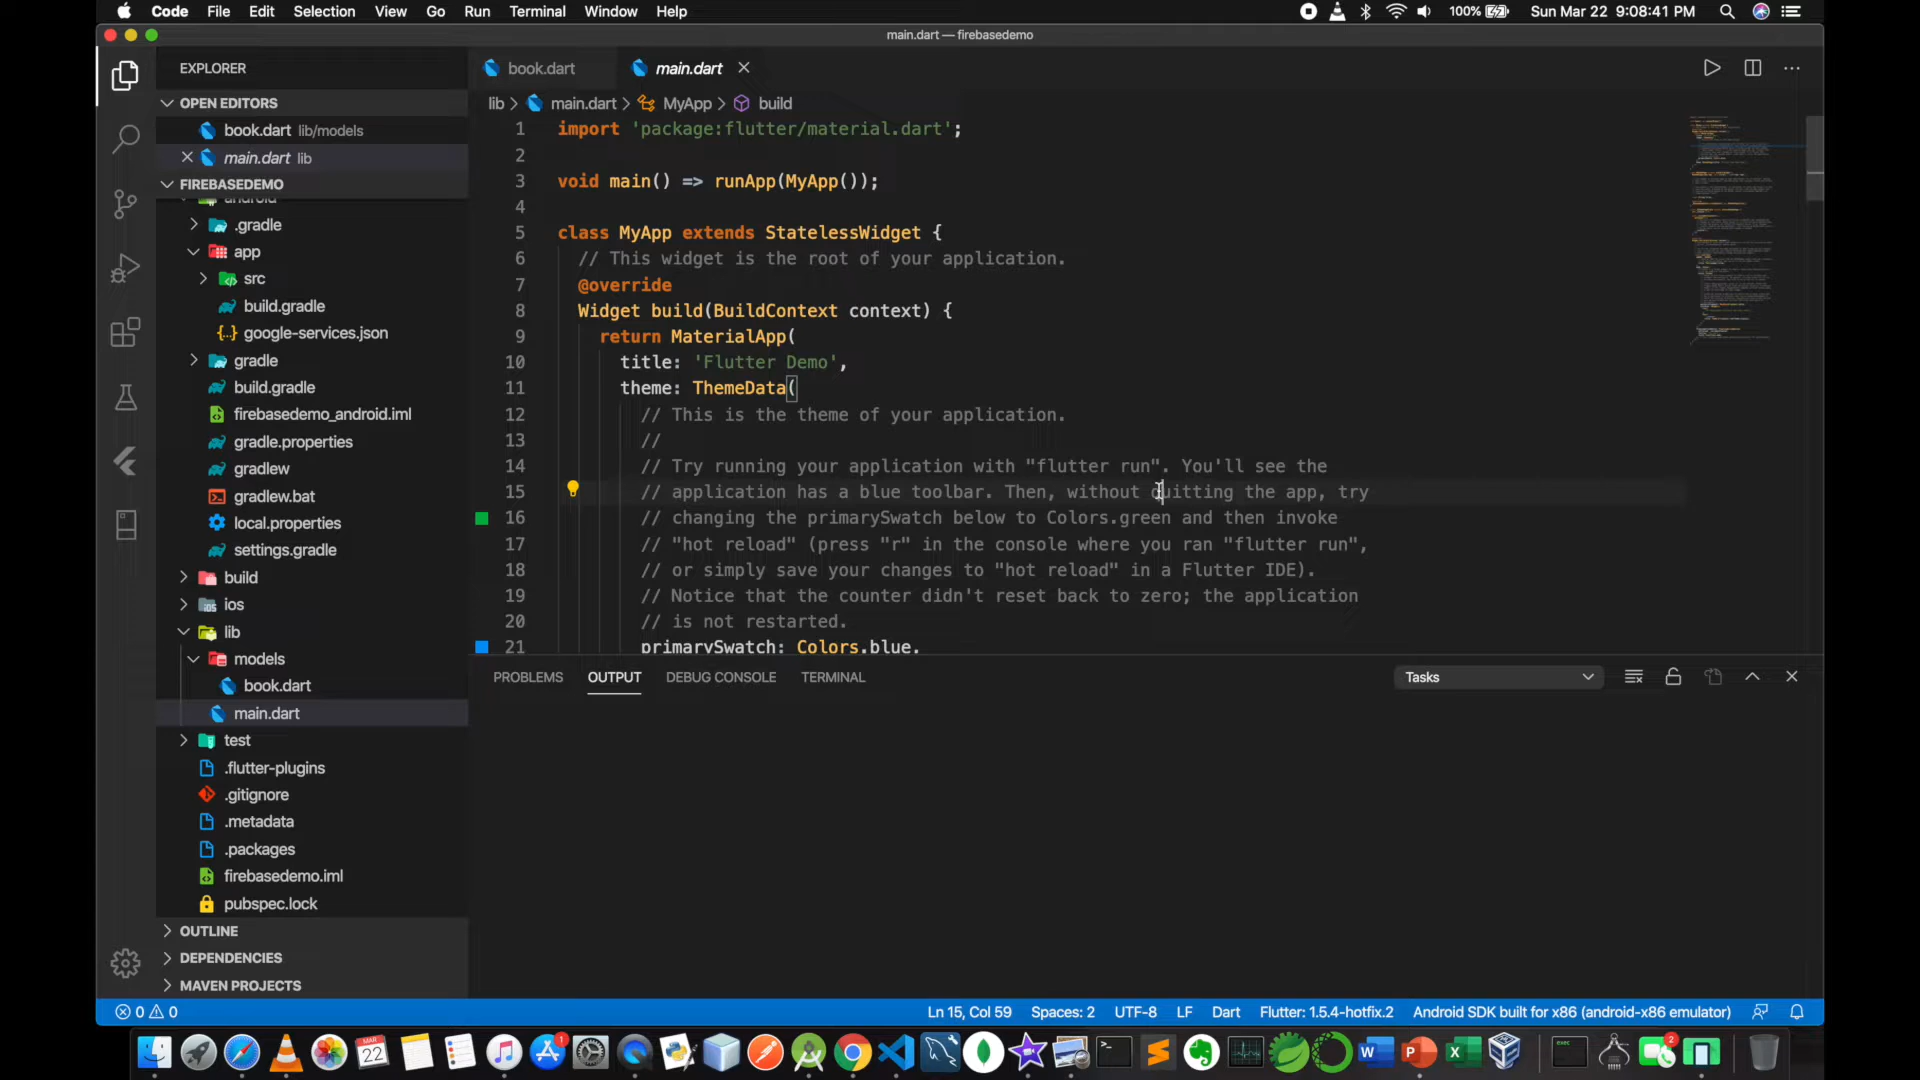 Code File Edit Selection View Go Run Terminal Window Help 100% Sun Mar 22 9:08:41 PM
main.dart — firebasedemo
EXPLORER
OPEN EDITORS
book.dart lib/models
main.dart lib
FIREBASEDEMO
android
.gradle
app
src
build.gradle
google-services.json
gradle
build.gradle
firebasedemo_android.iml
gradle.properties
gradlew
gradlew.bat
local.properties
settings.gradle
build
ios
lib
models
book.dart
main.dart
test
.flutter-plugins
.gitignore
.metadata
.packages
firebasedemo.iml
pubspec.lock
OUTLINE
DEPENDENCIES
MAVEN PROJECTS
book.dart main.dart
lib > main.dart > MyApp > build
1 import 'package:flutter/material.dart';
2
3 void main() => runApp(MyApp());
4
5 class MyApp extends StatelessWidget {
6 // This widget is the root of your application.
7 @override
8 Widget build(BuildContext context) {
9 return MaterialApp(
10 title: 'Flutter Demo',
11 theme: ThemeData(
12 // This is the theme of your application.
13 //
14 // Try running your application with "flutter run". You'll see the
15 // application has a blue toolbar. Then, without quitting the app, try
16 // changing the primarySwatch below to Colors.green and then invoke
17 // "hot reload" (press "r" in the console where you ran "flutter run",
18 // or simply save your changes to "hot reload" in a Flutter IDE).
19 // Notice that the counter didn't reset back to zero; the application
20 // is not restarted.
21 primarySwatch: Colors.blue,
PROBLEMS OUTPUT DEBUG CONSOLE TERMINAL Tasks
0 0 Ln 15, Col 59 Spaces: 2 UTF-8 LF Dart Flutter: 1.5.4-hotfix.2 Android SDK built for x86 (android-x86 emulator)
MAR 22 1 W P X exec 2